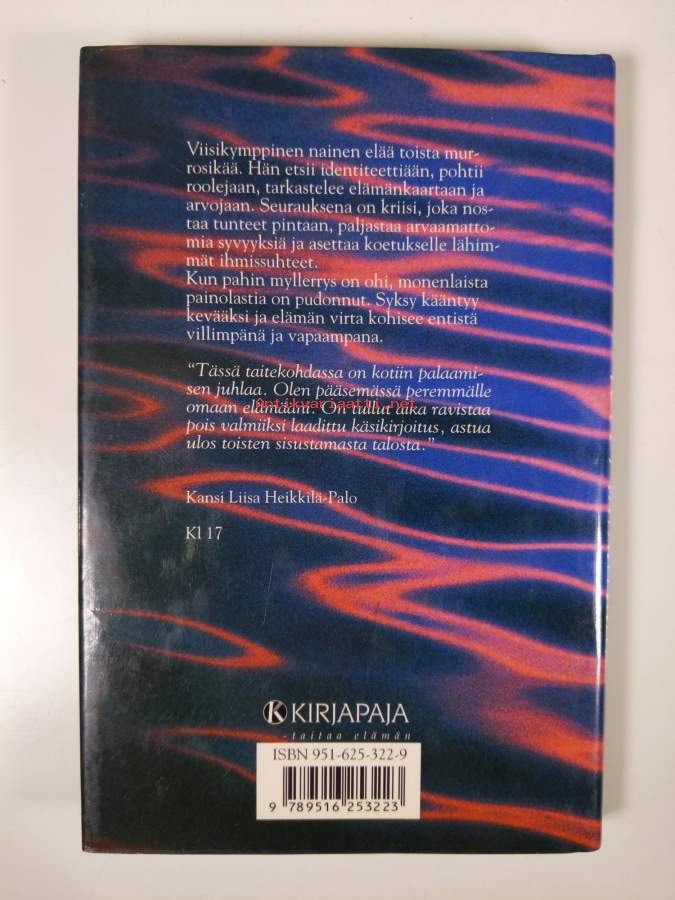 Viisikymppinen nainen elää toista mur-
rosikää. Hän etsii identiteettiään, pohtii
roolejaan, tarkastelee elämänkaartaan ja
arvojaan. Seurauksena on kriisi, joka nos-
taa tunteet pintaan, paljastaa arvaamatto-
mia syvyyksiä ja asettaa koetukselle lähim-
mät ihmissuhteet.
Kun pahin myllerrys on ohi, monenlaista
painolastia on pudonnut. Syksy kääntyy
kevääksi ja elämän virta kohisee entistä
villimpänä ja vapaampana.
“Tässä taitekohdassa on kotiin palaami-
sen juhlaa. Olen pääsemässä peremmälle
antikvariaatti.net
omaan elämääni. On tullut aika ravistaa
pois valmiiksi laadittu käsikirjoitus, astua
ulos toisten sisustamasta talosta.”
Kansi Liisa Heikkilä-Palo
Kl 17
K KIRJAPAJA
-taitaa elämän
ISBN 951-625-322-9
9 789516 253223